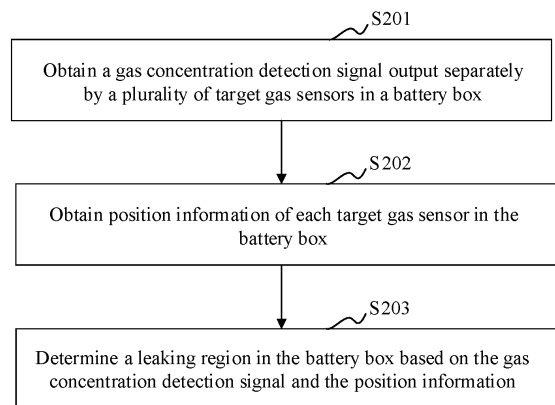 S201
Obtain a gas concentration detection signal output separately
by a plurality of target gas sensors in a battery box
S202
Obtain position information of each target gas sensor in the
battery box
S203
Determine a leaking region in the battery box based on the gas
concentration detection signal and the position information